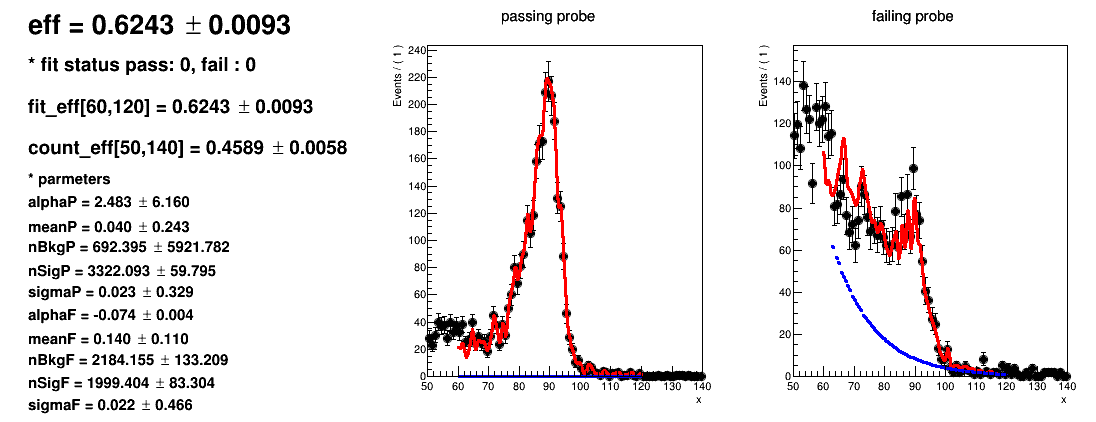 eff = 0.6243 ± 0.0093
* fit status pass: 0, fail : 0
fit_eff[60,120] = 0.6243 ± 0.0093
count_eff[50,140] = 0.4589 ± 0.0058
* parmeters
alphaP = 2.483 ± 6.160
meanP = 0.040 ± 0.243
nBkgP = 692.395 ± 5921.782
nSigP = 3322.093 ± 59.795
sigmaP = 0.023 ± 0.329
alphaF = -0.074 ± 0.004
meanF = 0.140 ± 0.110
nBkgF = 2184.155 ± 133.209
nSigF = 1999.404 ± 83.304
sigmaF = 0.022 ± 0.466
passing probe
Events / ( 1 )
240
220
200
180
160
140
120
100
80
60
40
20
0
50 60 70 80 90 100 110 120 130 140
x
failing probe
Events / ( 1 )
140
120
100
80
60
40
20
0
50 60 70 80 90 100 110 120 130 140
x